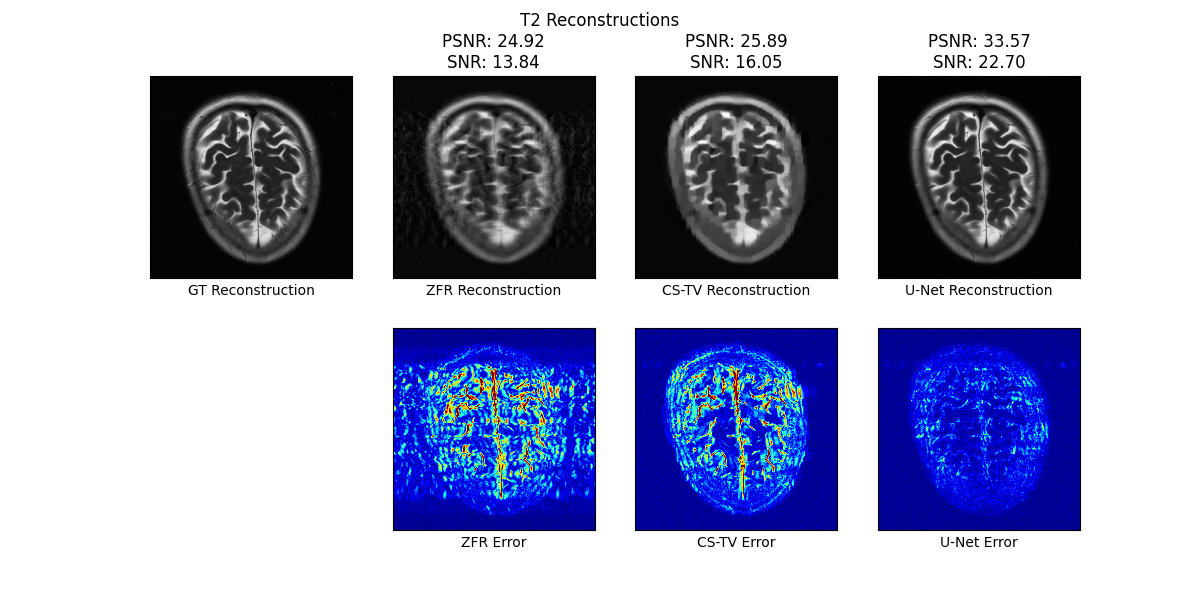 T2 Reconstructions
PSNR: 24.92
SNR: 13.84
PSNR: 25.89
SNR: 16.05
PSNR: 33.57
SNR: 22.70
GT Reconstruction
ZFR Reconstruction
CS-TV Reconstruction
U-Net Reconstruction
ZFR Error
CS-TV Error
U-Net Error